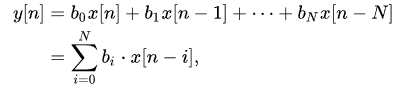 y[n] = b₀x[n] + b₁x[n − 1] + ⋯ + b_N x[n − N]
= ∑_{i=0}^{N} bᵢ · x[n − i],